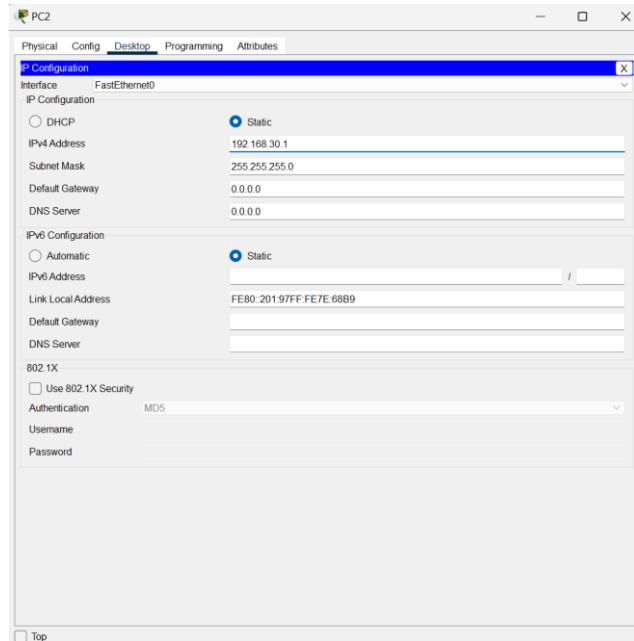 PC2
Physical Config Desktop Programming Attributes
IP Configuration X
Interface FastEthernet0
IP Configuration
DHCP Static
IPv4 Address 192.168.30.1
Subnet Mask 255.255.255.0
Default Gateway 0.0.0.0
DNS Server 0.0.0.0
IPv6 Configuration
Automatic Static
IPv6 Address /
Link Local Address FE80::201:97FF:FE7E:68B9
Default Gateway
DNS Server
802.1X
Use 802.1X Security
Authentication MD5
Username
Password
Top